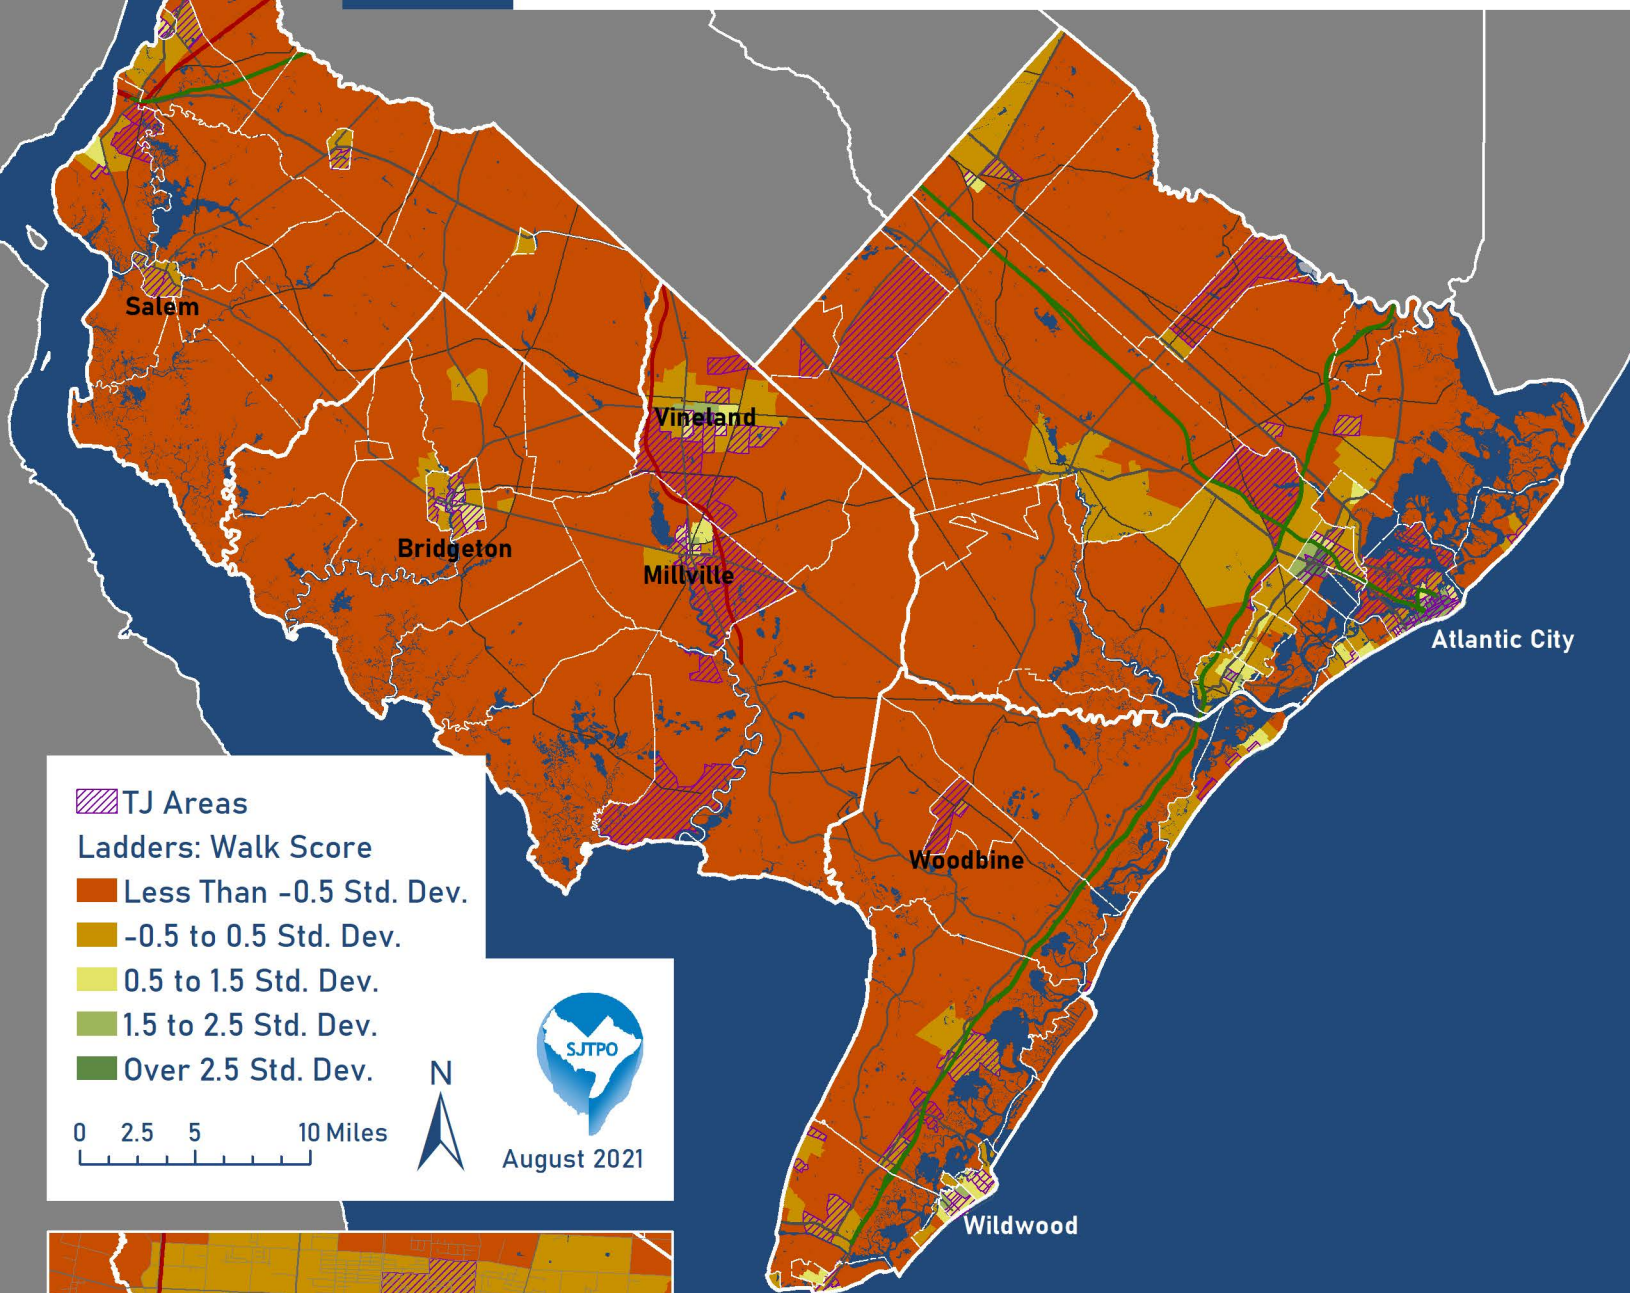 Salem
Vineland
Bridgeton
Millville
Atlantic City
Woodbine
Wildwood
TJ Areas
Ladders: Walk Score
Less Than -0.5 Std. Dev.
-0.5 to 0.5 Std. Dev.
0.5 to 1.5 Std. Dev.
1.5 to 2.5 Std. Dev.
Over 2.5 Std. Dev.
N
0 2.5 5 10 Miles
SJTPO
August 2021